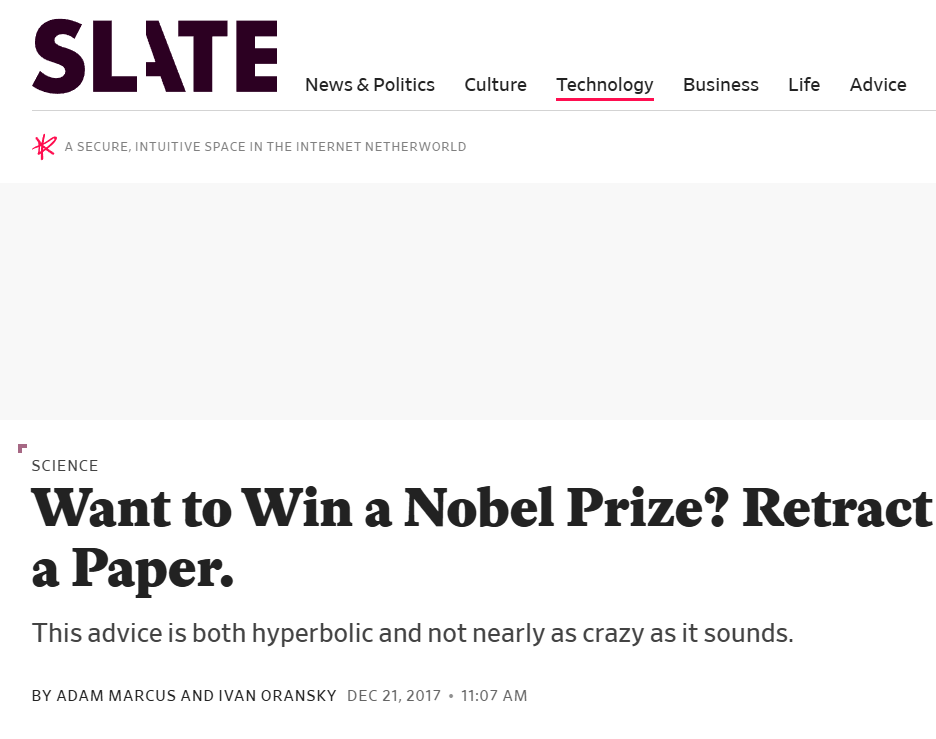 SLATE
News & Politics Culture Technology Business Life Advice
A SECURE, INTUITIVE SPACE IN THE INTERNET NETHERWORLD
SCIENCE
Want to Win a Nobel Prize? Retract
a Paper.
This advice is both hyperbolic and not nearly as crazy as it sounds.
BY ADAM MARCUS AND IVAN ORANSKY DEC 21, 2017 • 11:07 AM